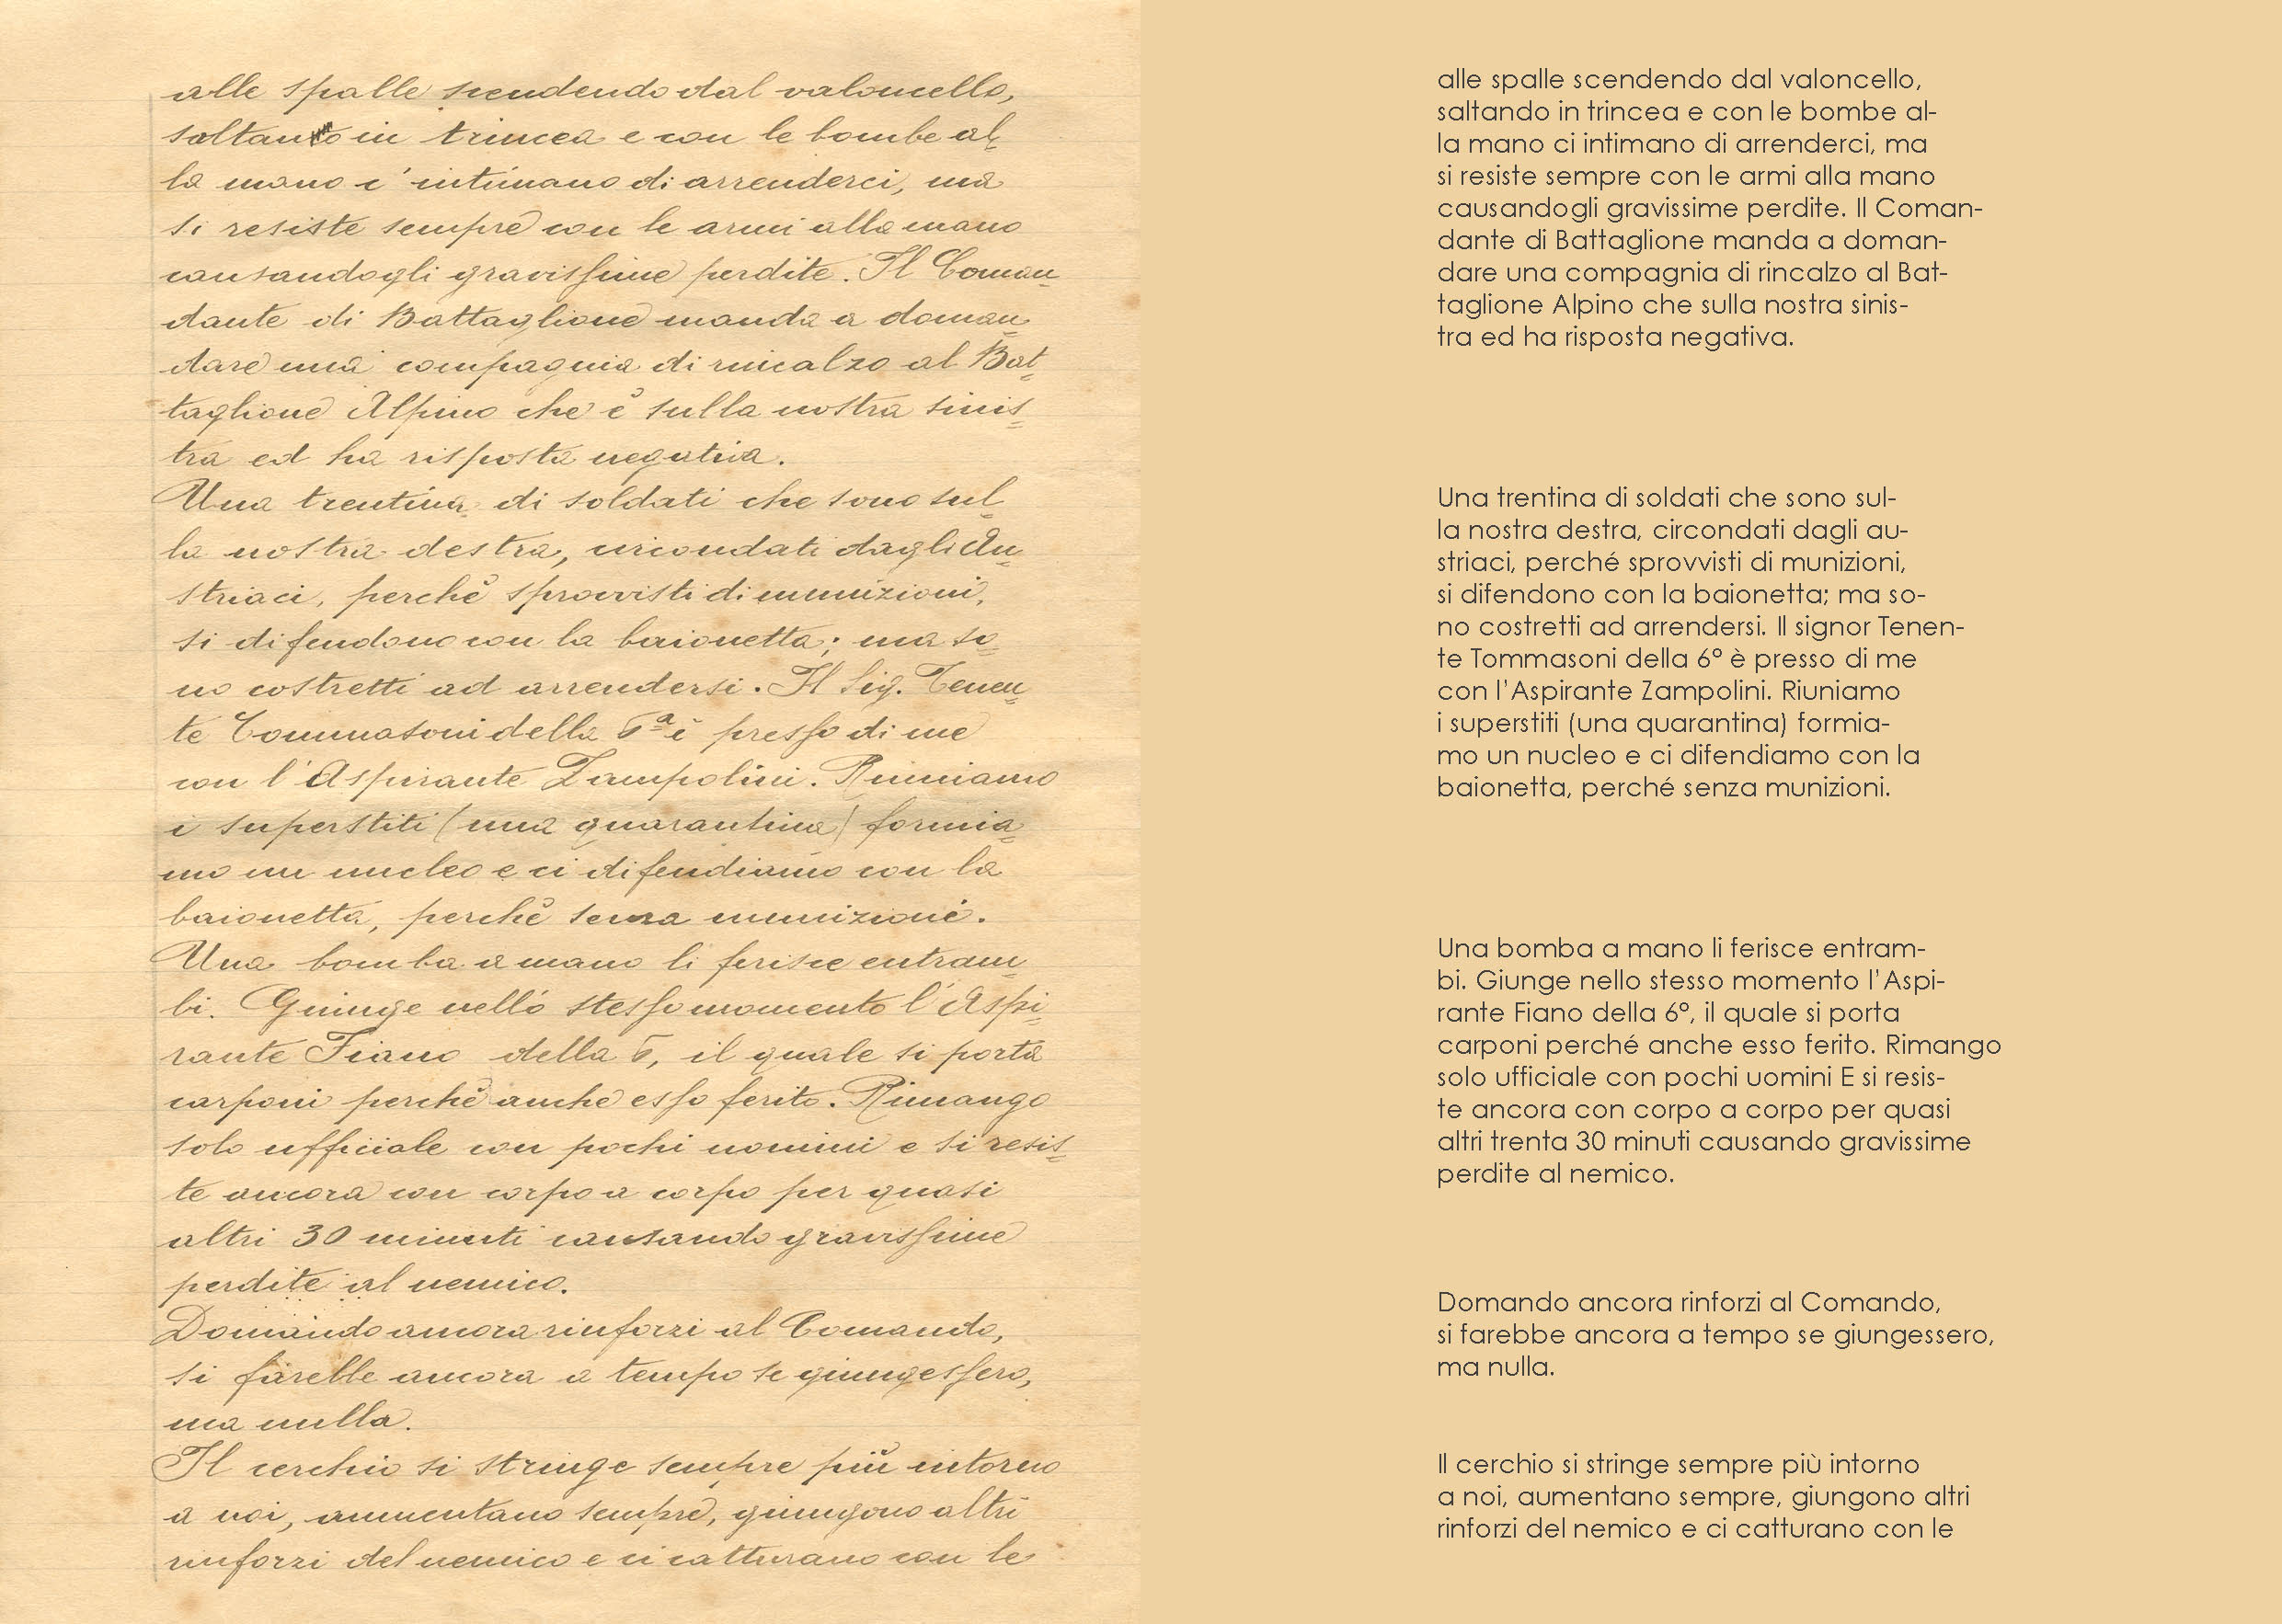 alle spalle scendendo dal valoncello,
saltando in trincea e con le bombe al=
la mano c'intimano di arrenderci, ma
si resiste sempre con le armi alla mano
causandogli gravissime perdite. Il Coman=
dante di Battaglione manda a doman=
dare una compagnia di rincalzo al Bat=
taglione Alpino che è sulla nostra sinis=
tra ed ha risposta negativa.
Una trentina di soldati che sono sul=
la nostra destra, circondati dagli Au=
striaci, perchè sprovvisti di munizioni,
si difendono con la baionetta; ma so=
no costretti ad arrendersi. Il Sig. Tenen=
te Tommasoni della 6ª è presso di me
con l'Aspirante Zampolini. Riuniamo
i superstiti (una quarantina) formia=
mo un nucleo e ci difendiamo con la
baionetta, perchè senza munizioni.
Una bomba a mano li ferisce entram=
bi. Giunge nello stesso momento l'Aspi=
rante Fiano della 6, il quale si porta
carponi perchè anche esso ferito. Rimango
solo ufficiale con pochi uomini e si resis=
te ancora con corpo a corpo per quasi
altri 30 minuti causando gravissime
perdite al nemico.
Domando ancora rinforzi al Comando,
si farebbe ancora a tempo se giungessero,
ma nulla.
Il cerchio si stringe sempre più intorno
a noi, aumentano sempre, giungono altri
rinforzi del nemico e ci catturano con le
alle spalle scendendo dal valoncello,
saltando in trincea e con le bombe al-
la mano ci intimano di arrenderci, ma
si resiste sempre con le armi alla mano
causandogli gravissime perdite. Il Coman-
dante di Battaglione manda a doman-
dare una compagnia di rincalzo al Bat-
taglione Alpino che sulla nostra sinis-
tra ed ha risposta negativa.
Una trentina di soldati che sono sul-
la nostra destra, circondati dagli au-
striaci, perché sprovvisti di munizioni,
si difendono con la baionetta; ma so-
no costretti ad arrendersi. Il signor Tenen-
te Tommasoni della 6° è presso di me
con l'Aspirante Zampolini. Riuniamo
i superstiti (una quarantina) formia-
mo un nucleo e ci difendiamo con la
baionetta, perché senza munizioni.
Una bomba a mano li ferisce entram-
bi. Giunge nello stesso momento l'Aspi-
rante Fiano della 6°, il quale si porta
carponi perché anche esso ferito. Rimango
solo ufficiale con pochi uomini E si resis-
te ancora con corpo a corpo per quasi
altri trenta 30 minuti causando gravissime
perdite al nemico.
Domando ancora rinforzi al Comando,
si farebbe ancora a tempo se giungessero,
ma nulla.
Il cerchio si stringe sempre più intorno
a noi, aumentano sempre, giungono altri
rinforzi del nemico e ci catturano con le